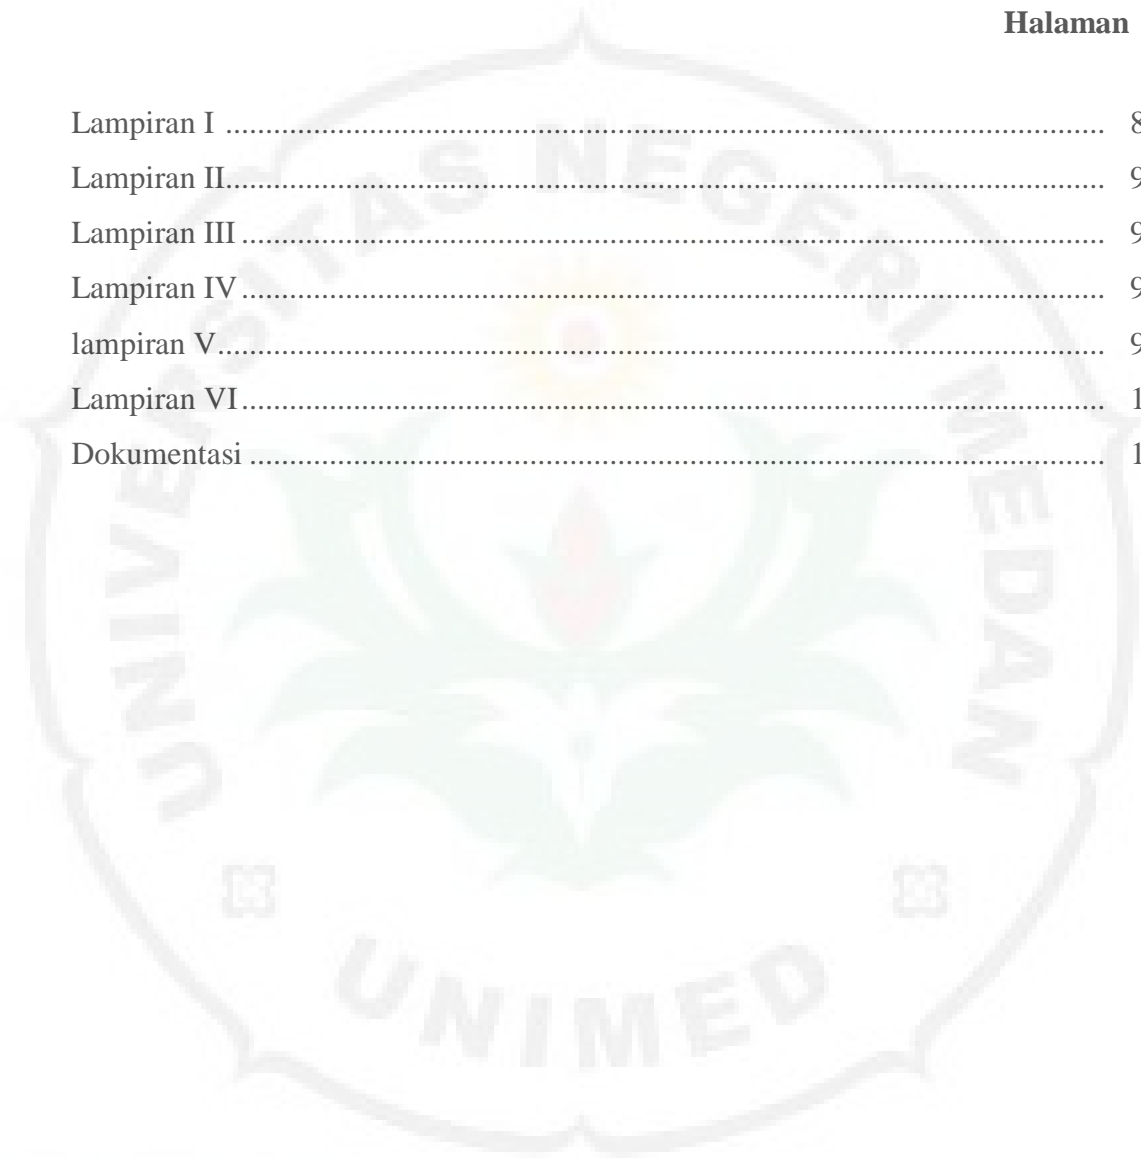 Halaman
Lampiran I ........................................................................................................ 8
Lampiran II........................................................................................................ 9
Lampiran III ........................................................................................................ 9
Lampiran IV ........................................................................................................ 9
lampiran V........................................................................................................ 9
Lampiran VI ........................................................................................................ 1
Dokumentasi ........................................................................................................ 1
UNIVERSITAS NEGERI MEDAN
UNIMED